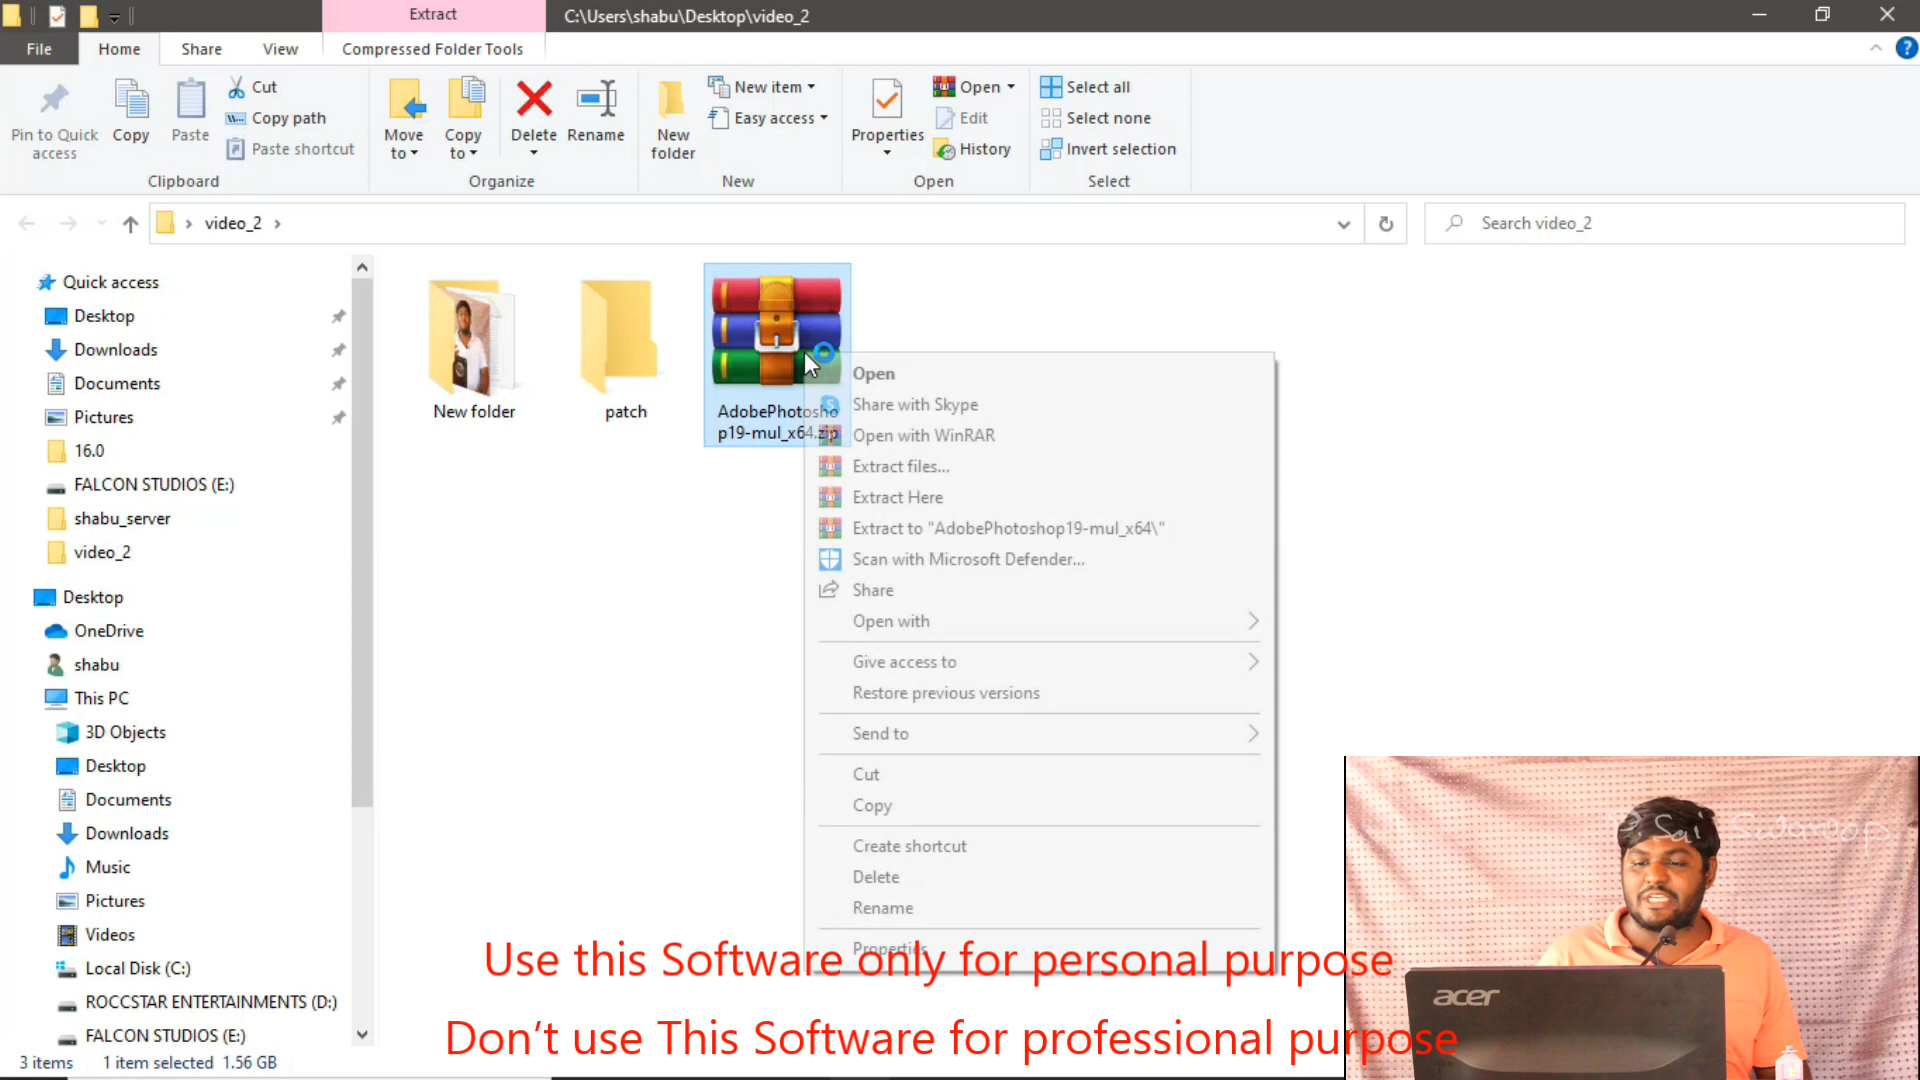 Extract
C:\Users\shabu\Desktop\video_2
File
Home
Share
View
Compressed Folder Tools
Pin to Quick access
Copy
Paste
Cut
Copy path
Paste shortcut
Clipboard
Move to
Copy to
Delete
Rename
Organize
New folder
New item
Easy access
New
Properties
Open
Edit
History
Open
Select all
Select none
Invert selection
Select
video_2
Search video_2
Quick access
Desktop
Downloads
Documents
Pictures
16.0
FALCON STUDIOS (E:)
shabu_server
video_2
Desktop
OneDrive
shabu
This PC
3D Objects
Desktop
Documents
Downloads
Music
Pictures
Videos
Local Disk (C:)
ROCCSTAR ENTERTAINMENTS (D:)
FALCON STUDIOS (E:)
3 items
1 item selected 1.56 GB
New folder
patch
AdobePhotosho
p19-mul_x64.zip
Open
Share with Skype
Open with WinRAR
Extract files...
Extract Here
Extract to "AdobePhotoshop19-mul_x64\"
Scan with Microsoft Defender...
Share
Open with
Give access to
Restore previous versions
Send to
Cut
Copy
Create shortcut
Delete
Rename
Properties
Use this Software only for personal purpose
Don't use This Software for professional purpose
P. Sai Swaroop
acer